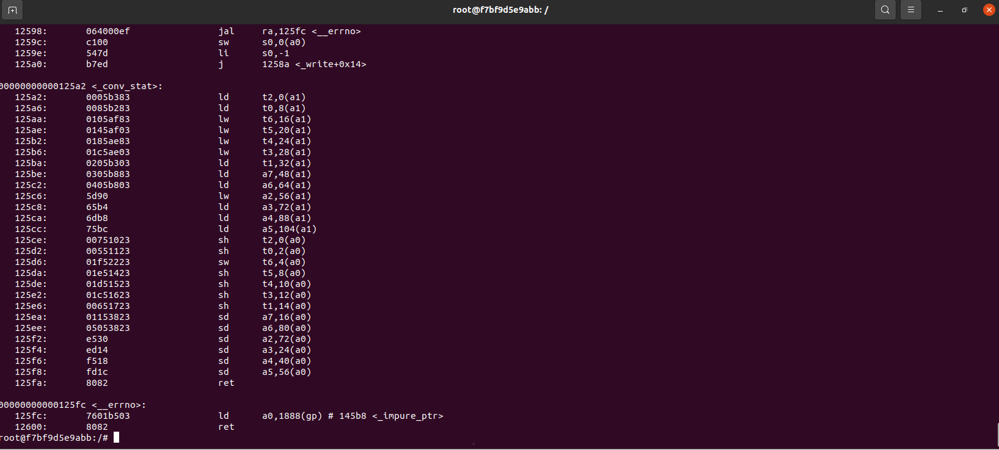 root@f7bf9d5e9abb: /
12598: 064000ef jal ra,125fc <__errno>
1259c: c100 sw s0,0(a0)
1259e: 547d li s0,-1
125a0: b7ed j 1258a <_write+0x14>
00000000000125a2 <_conv_stat>:
125a2: 0005b383 ld t2,0(a1)
125a6: 0085b283 ld t0,8(a1)
125aa: 0105af83 lw t6,16(a1)
125ae: 0145af03 lw t5,20(a1)
125b2: 0185ae83 lw t4,24(a1)
125b6: 01c5ae03 lw t3,28(a1)
125ba: 0205b303 ld t1,32(a1)
125be: 0305b883 ld a7,48(a1)
125c2: 0405b803 ld a6,64(a1)
125c6: 5d90 lw a2,56(a1)
125c8: 65b4 ld a3,72(a1)
125ca: 6db8 ld a4,88(a1)
125cc: 75bc ld a5,104(a1)
125ce: 00751023 sh t2,0(a0)
125d2: 00551123 sh t0,2(a0)
125d6: 01f52223 sw t6,4(a0)
125da: 01e51423 sh t5,8(a0)
125de: 01d51523 sh t4,10(a0)
125e2: 01c51623 sh t3,12(a0)
125e6: 00651723 sh t1,14(a0)
125ea: 01153823 sd a7,16(a0)
125ee: 05053823 sd a6,80(a0)
125f2: e530 sd a2,72(a0)
125f4: ed14 sd a3,24(a0)
125f6: f518 sd a4,40(a0)
125f8: fd1c sd a5,56(a0)
125fa: 8082 ret
00000000000125fc <__errno>:
125fc: 7601b503 ld a0,1888(gp) # 145b8 <_impure_ptr>
12600: 8082 ret
root@f7bf9d5e9abb:/#